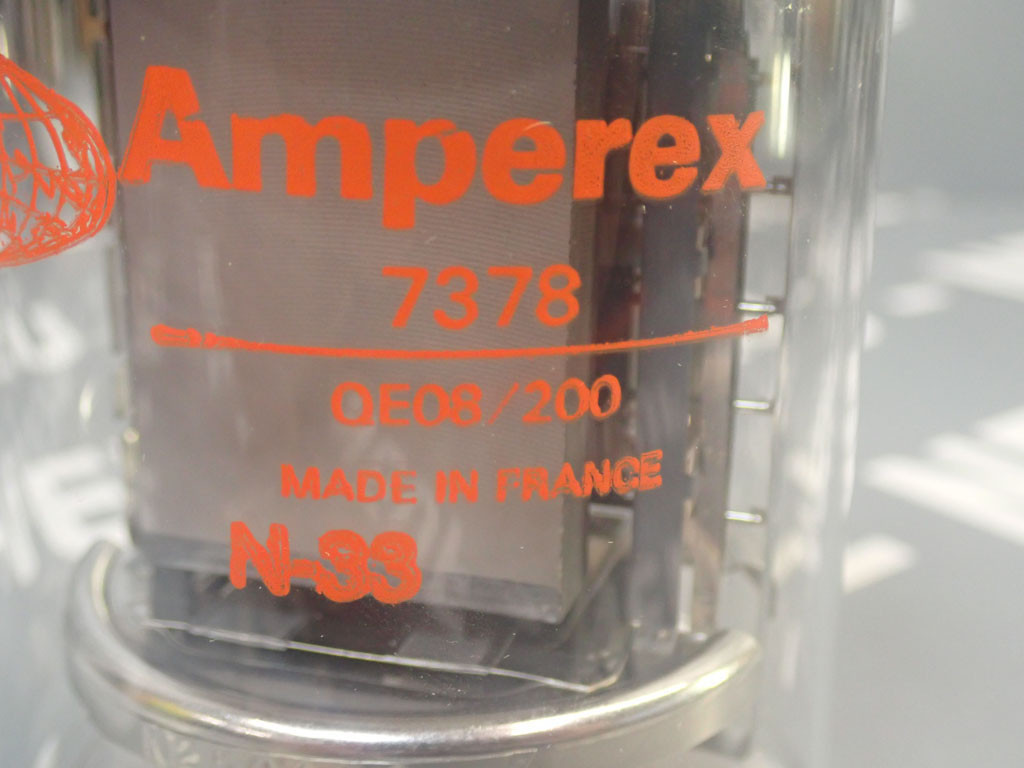 Amperex
7378
QE08/200
MADE IN FRANCE
N-33